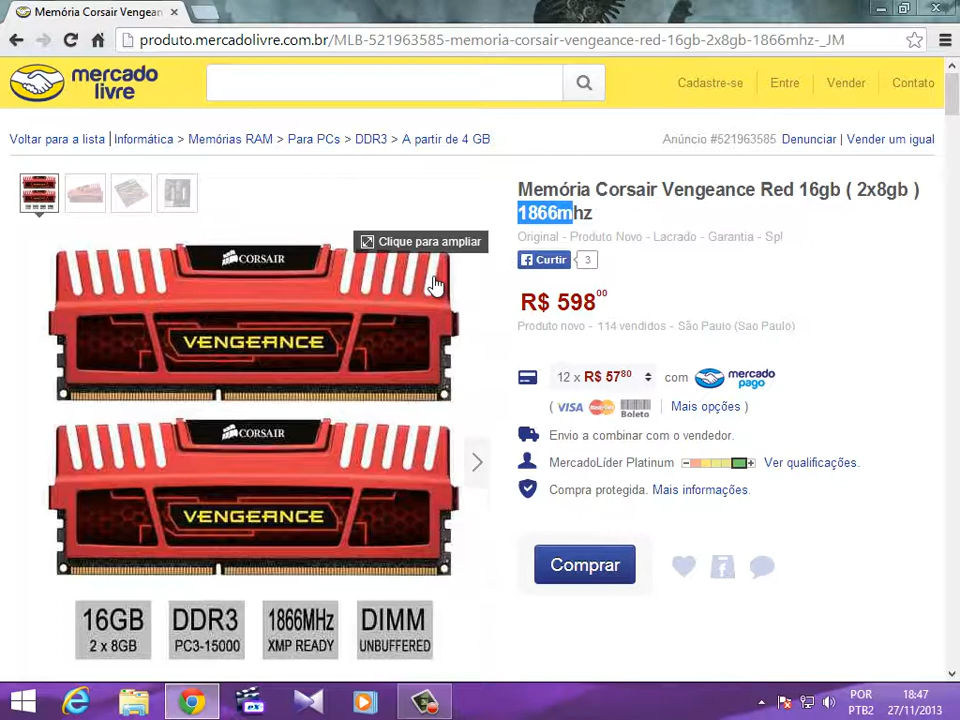 Memória Corsair Vengean
produto.mercadolivre.com.br/MLB-521963585-memoria-corsair-vengeance-red-16gb-2x8gb-1866mhz-_JM
mercado
livre
Cadastre-se
Entre
Vender
Contato
Voltar para a lista | Informática > Memórias RAM > Para PCs > DDR3 > A partir de 4 GB
Anúncio #521963585 Denunciar | Vender um igual
Memória Corsair Vengeance Red 16gb ( 2x8gb )
1866mhz
Original - Produto Novo - Lacrado - Garantia - Sp!
Curtir 3
Clique para ampliar
R$ 598 00
Produto novo - 114 vendidos - São Paulo (Sao Paulo)
12 x R$ 57 80 com mercado pago
( VISA MasterCard Boleto | Mais opções )
Envio a combinar com o vendedor.
MercadoLíder Platinum - + Ver qualificações.
Compra protegida. Mais informações.
Comprar
CORSAIR
VENGEANCE
CORSAIR
VENGEANCE
16GB
2 x 8GB
DDR3
PC3-15000
1866MHz
XMP READY
DIMM
UNBUFFERED
POR
PTB2
18:47
27/11/2013